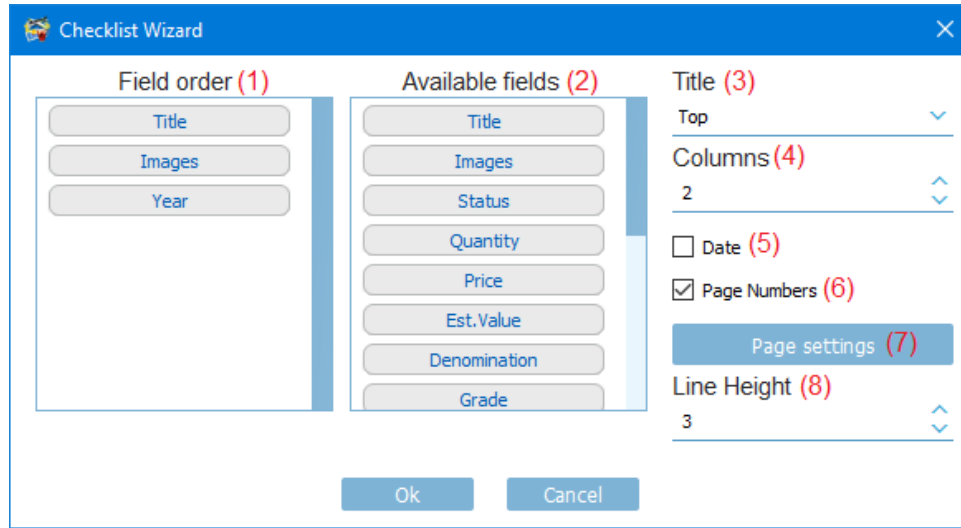 Checklist Wizard
Field order (1)
Title
Images
Year
Available fields (2)
Title
Images
Status
Quantity
Price
Est.Value
Denomination
Grade
Title (3)
Top
Columns (4)
2
Date (5)
Page Numbers (6)
Page settings (7)
Line Height (8)
3
Ok
Cancel